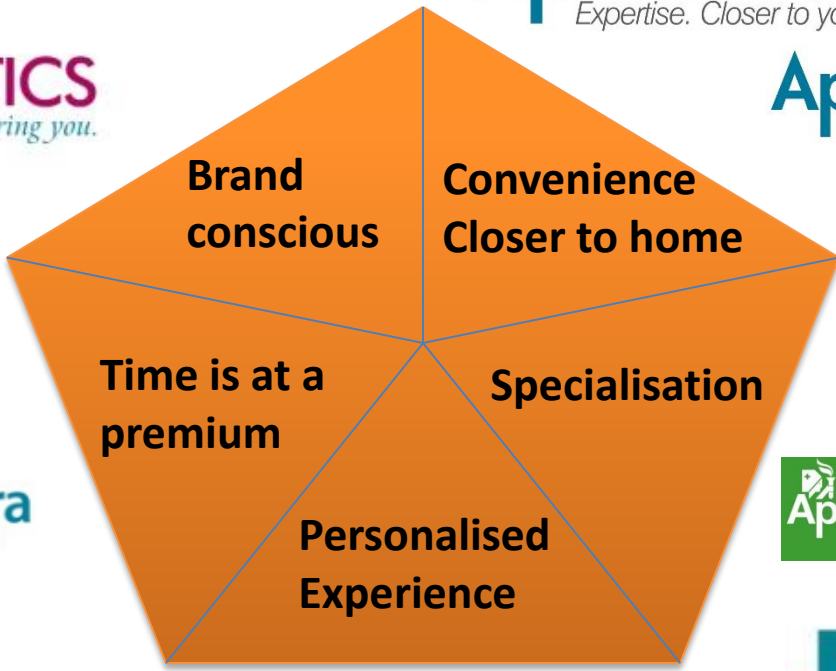 Expertise. Closer to yo
TICS
ring you.
Ap
Brand
conscious
Convenience
Closer to home
Time is at a
premium
Specialisation
ra
Ap
Personalised
Experience